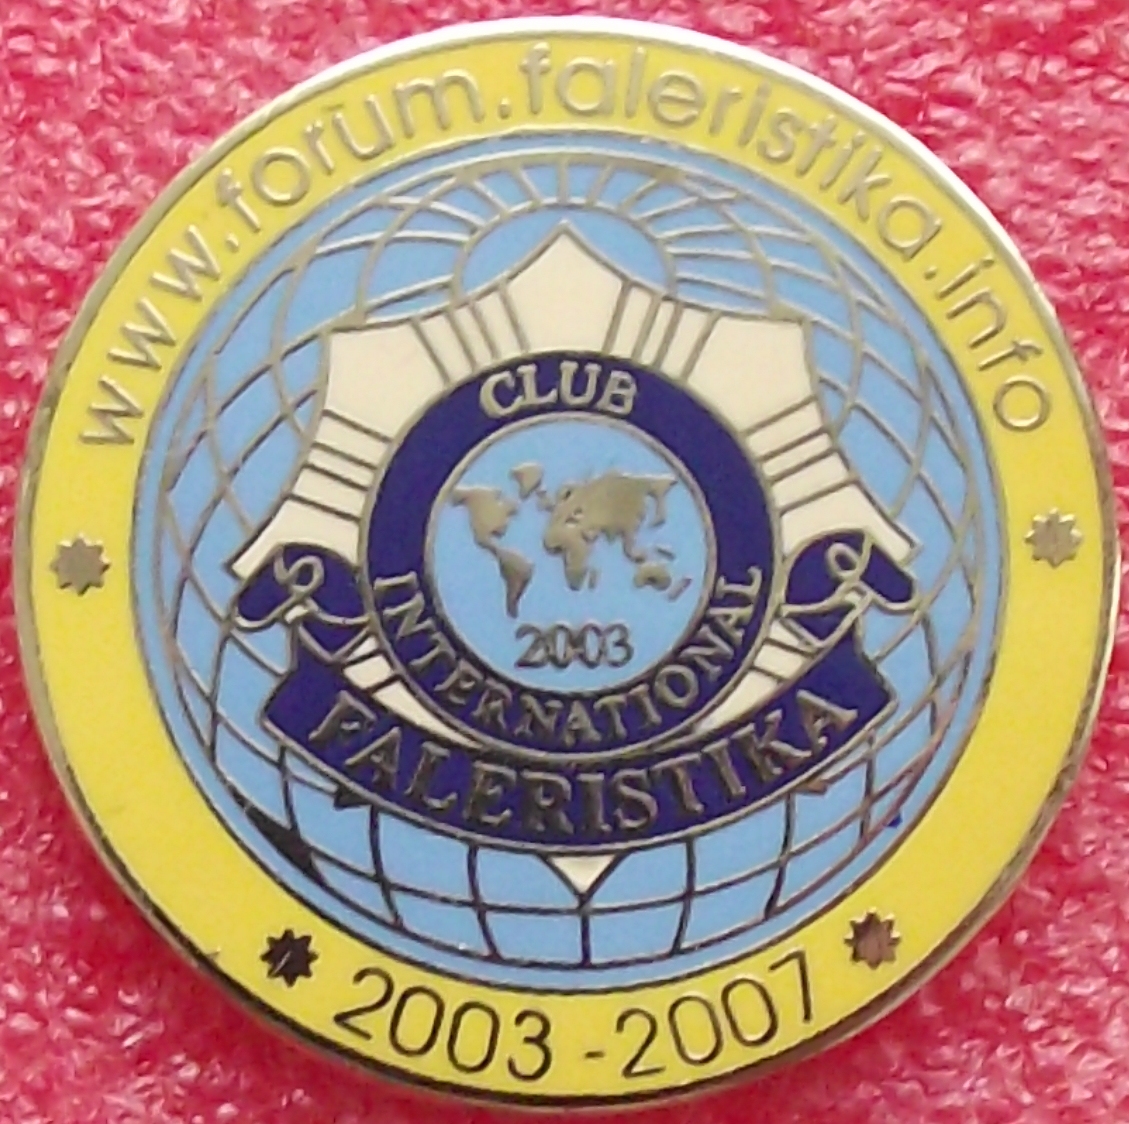 www.forum.faleristika.info
CLUB
2003
INTERNATIONAL
FALERISTIKA
2003-2007